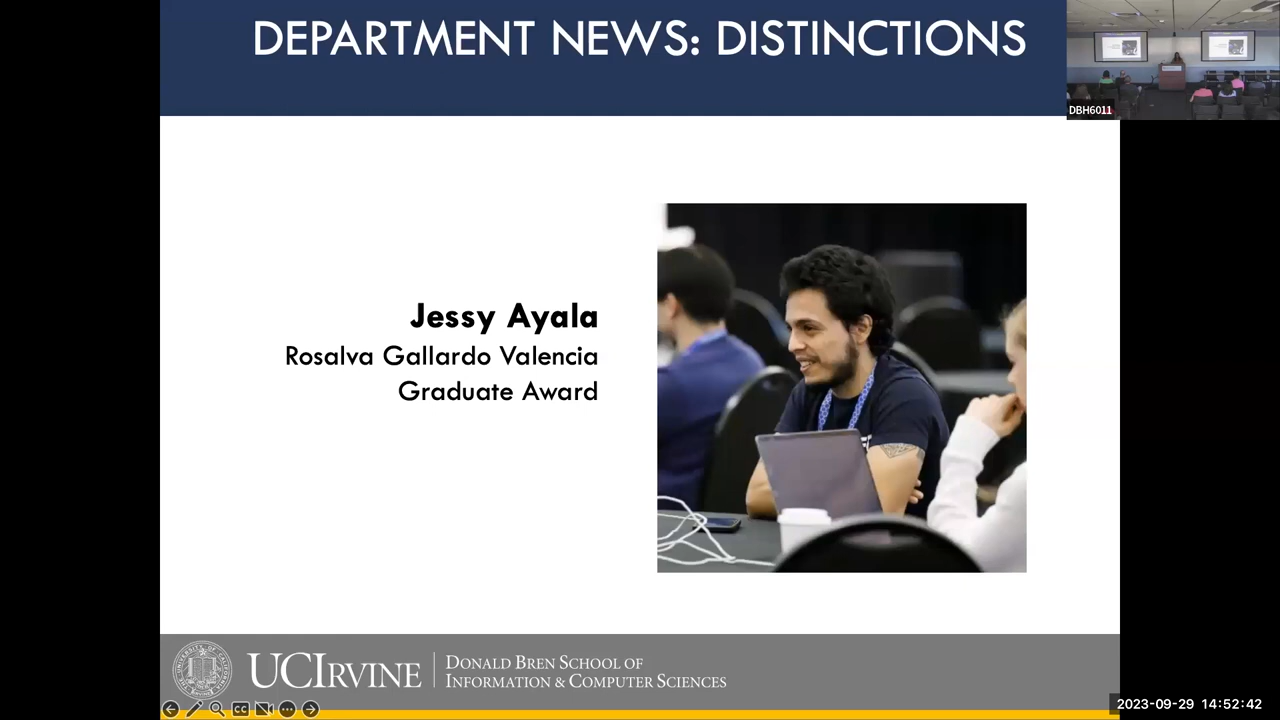 DEPARTMENT NEWS: DISTINCTIONS
DBH6011
Jessy Ayala
Rosalva Gallardo Valencia
Graduate Award
UCIRVINE
DONALD BREN SCHOOL OF
INFORMATION & COMPUTER SCIENCES
CC
2023-09-29 14:52:42